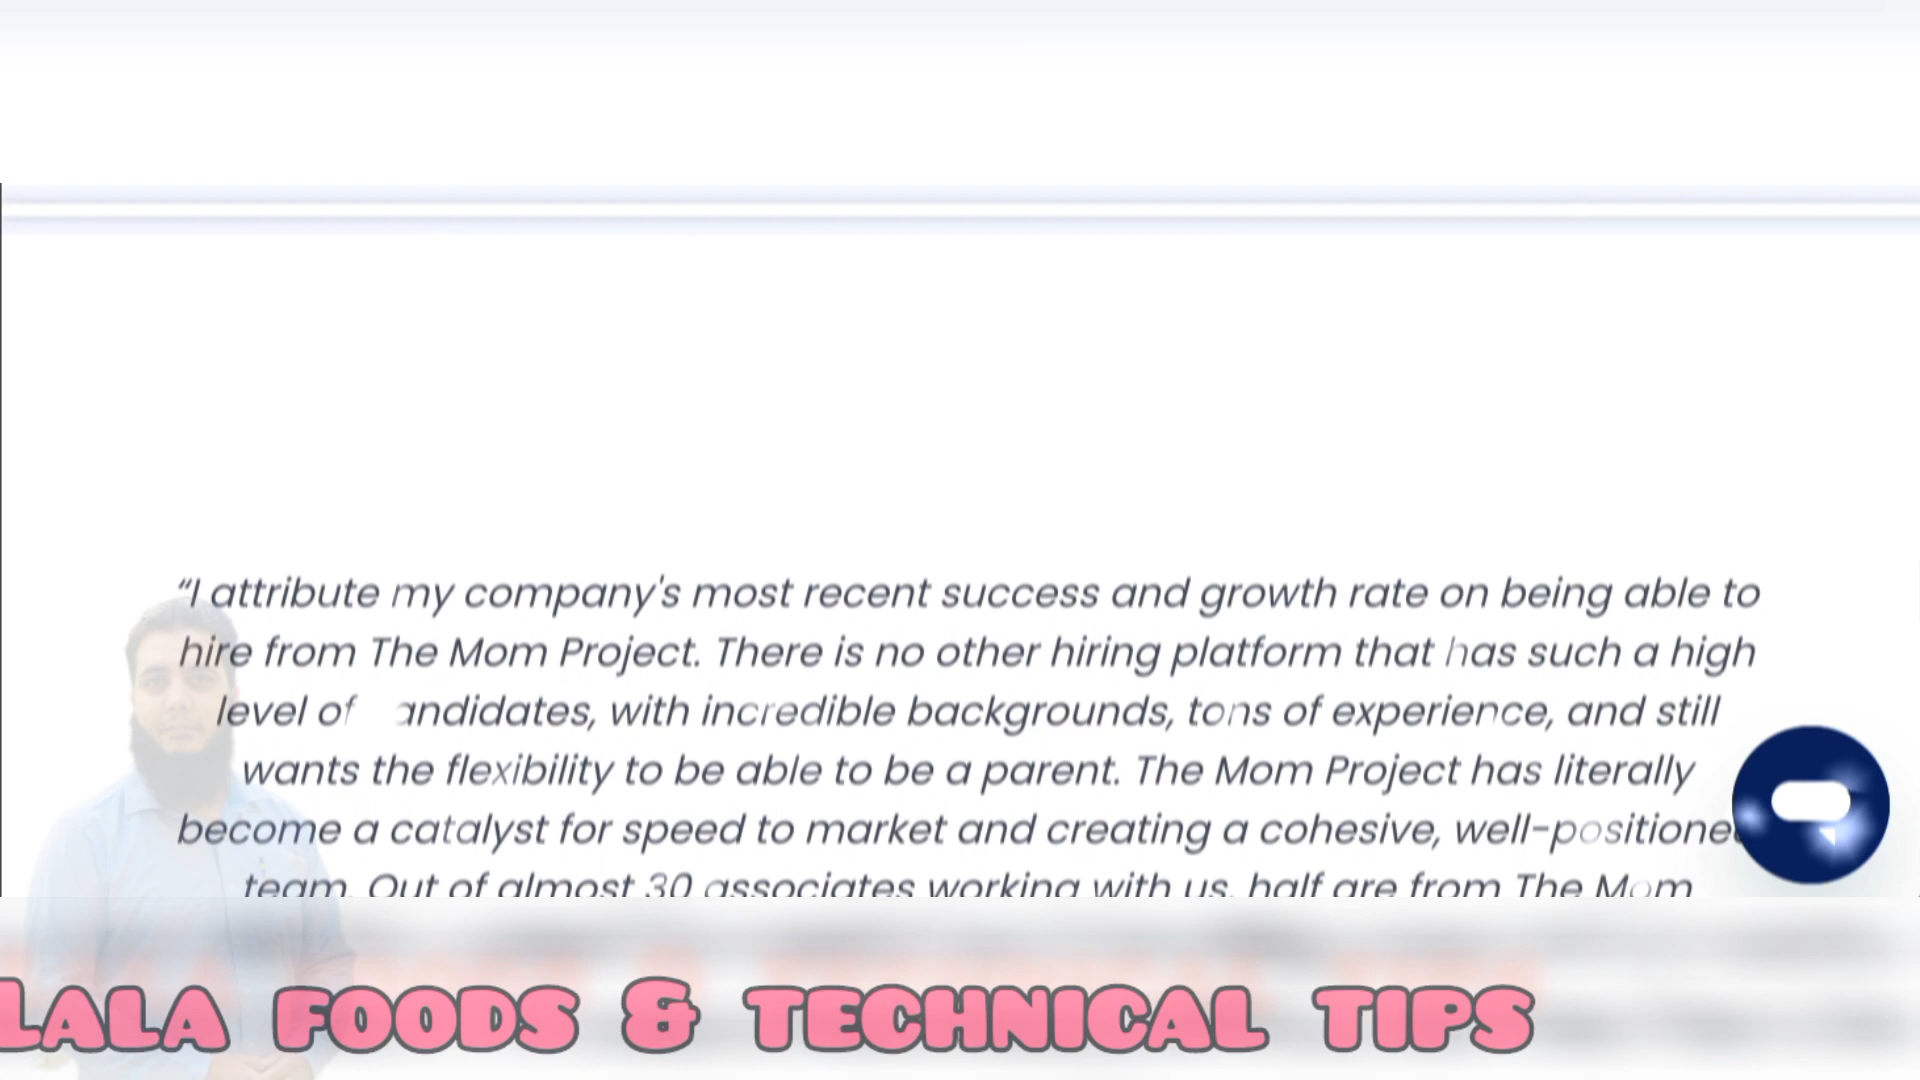 “I attribute my company's most recent success and growth rate on being able to
hire from The Mom Project. There is no other hiring platform that has such a high
level of andidates, with incredible backgrounds, tons of experience, and still
wants the flexibility to be able to be a parent. The Mom Project has literally
become a catalyst for speed to market and creating a cohesive, well-positioned
team. Out of almost 30 associates working with us, half are from The Mom
LALA FOODS & TECHNICAL TIPS